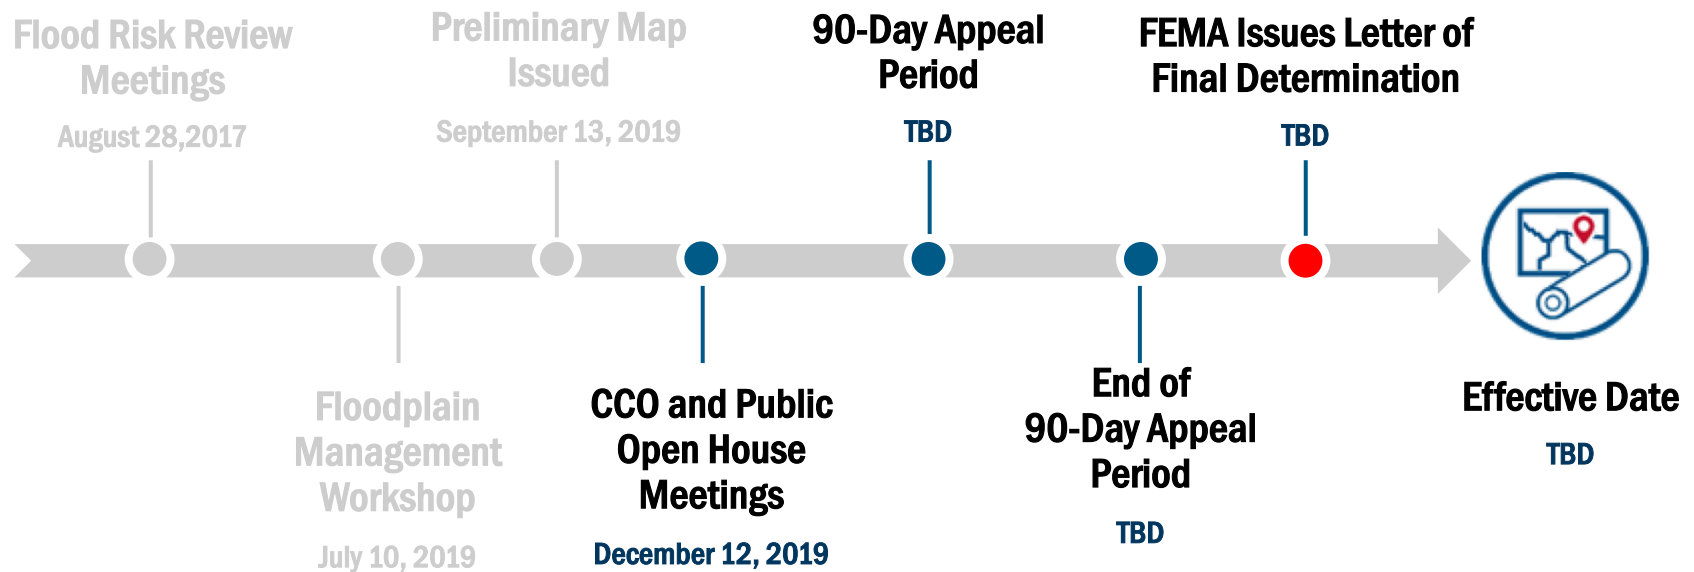 Flood Risk Review
Meetings
August 28,2017
Preliminary Map
Issued
September 13, 2019
90-Day Appeal
Period
TBD
FEMA Issues Letter of
Final Determination
TBD
Floodplain
Management
Workshop
July 10, 2019
CCO and Public
Open House
Meetings
December 12, 2019
End of
90-Day Appeal
Period
TBD
Effective Date
TBD